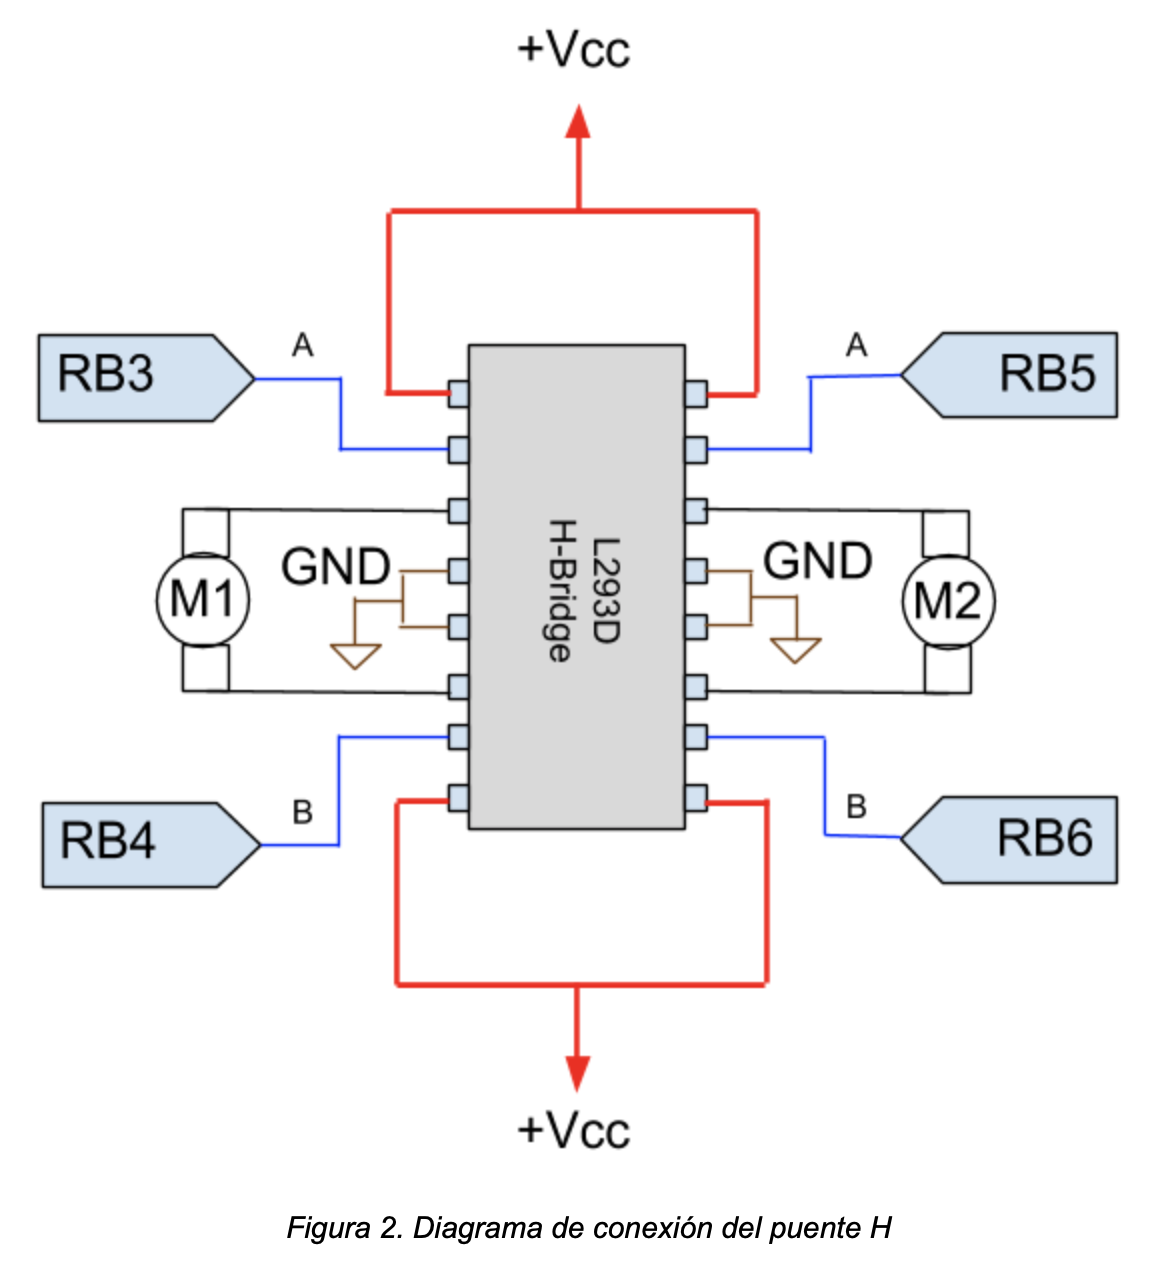 +Vcc
A
A
RB3
RB5
L293D
H-Bridge
GND
GND
M1
M2
B
B
RB4
RB6
+Vcc
Figura 2. Diagrama de conexión del puente H